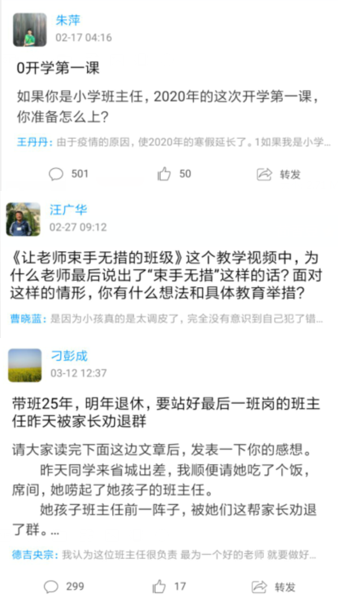 朱萍
02-17 04:16
0开学第一课
如果你是小学班主任，2020年的这次开学第一课，
你准备怎么上？
王丹丹：由于疫情的原因，使2020年的寒假延长了。1如果我是小学...
501 50 转发
汪广华
02-27 09:12
《让老师束手无措的班级》这个教学视频中，为
什么老师最后说出了“束手无措”这样的话？面对
这样的情形，你有什么想法和具体教育举措？
曹晓蓝：是因为小孩真的是太调皮了，完全没有意识到自己犯了错...
刁彭成
03-12 12:37
带班25年，明年退休，要站好最后一班岗的班主
任昨天被家长劝退群
请大家读完下面这边文章后，发表一下你的感想。
昨天同学来省城出差，我顺便请她吃了个饭，
席间，她唠起了她孩子的班主任。
她孩子班主任前一阵子，被她们这帮家长劝退
了群。...
德吉央宗：我认为这位班主任很负责 最为一个好的老师 就要做好...
299 17 转发